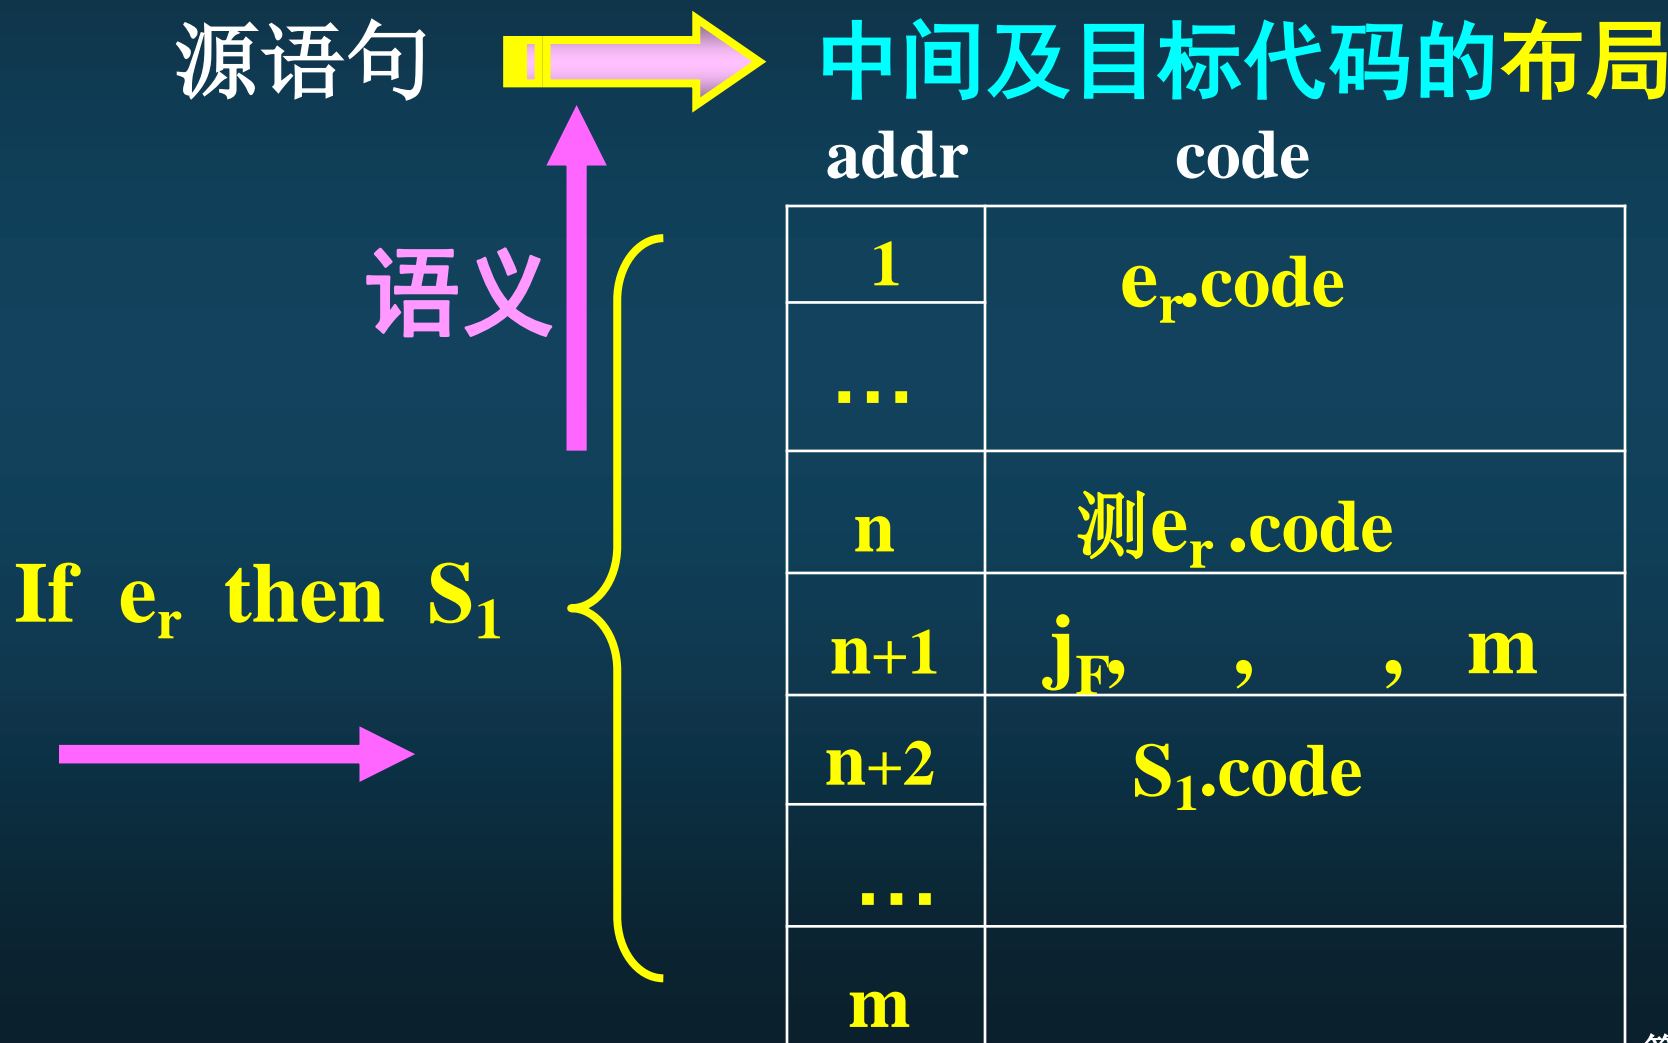 源语句 中间及目标代码的布局
addr code
语义
1 er.code
...
n 测er .code
If er then S1
n+1 jF, , , m
n+2 S1.code
...
m